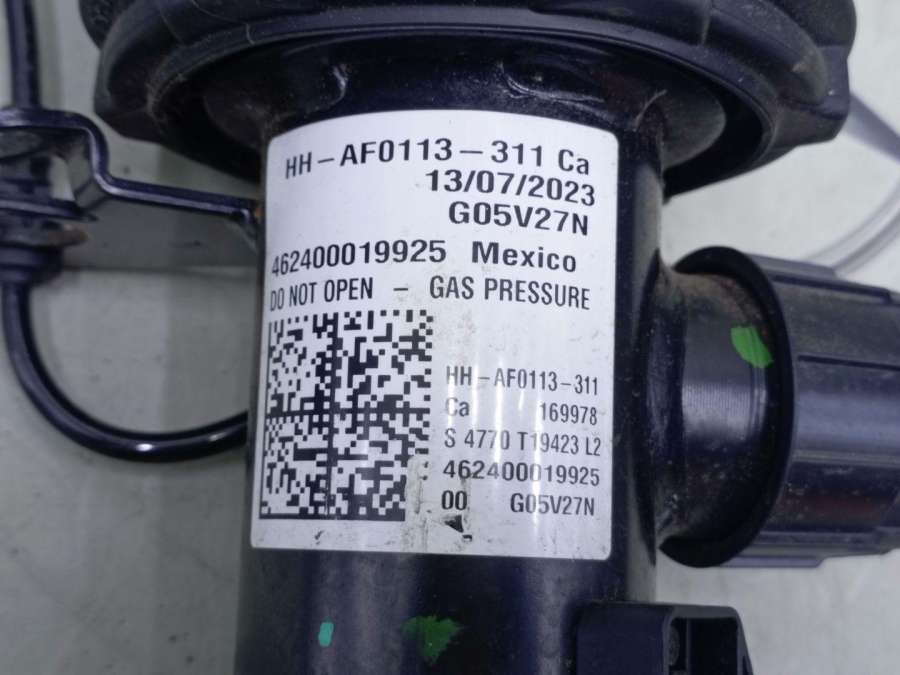 HH-AF0113-311 Ca
13/07/2023
G05V27N
462400019925 Mexico
DO NOT OPEN - GAS PRESSURE
HH-AF0113-311
Ca 169978
S 4770 T19423 L2
462400019925
00 G05V27N